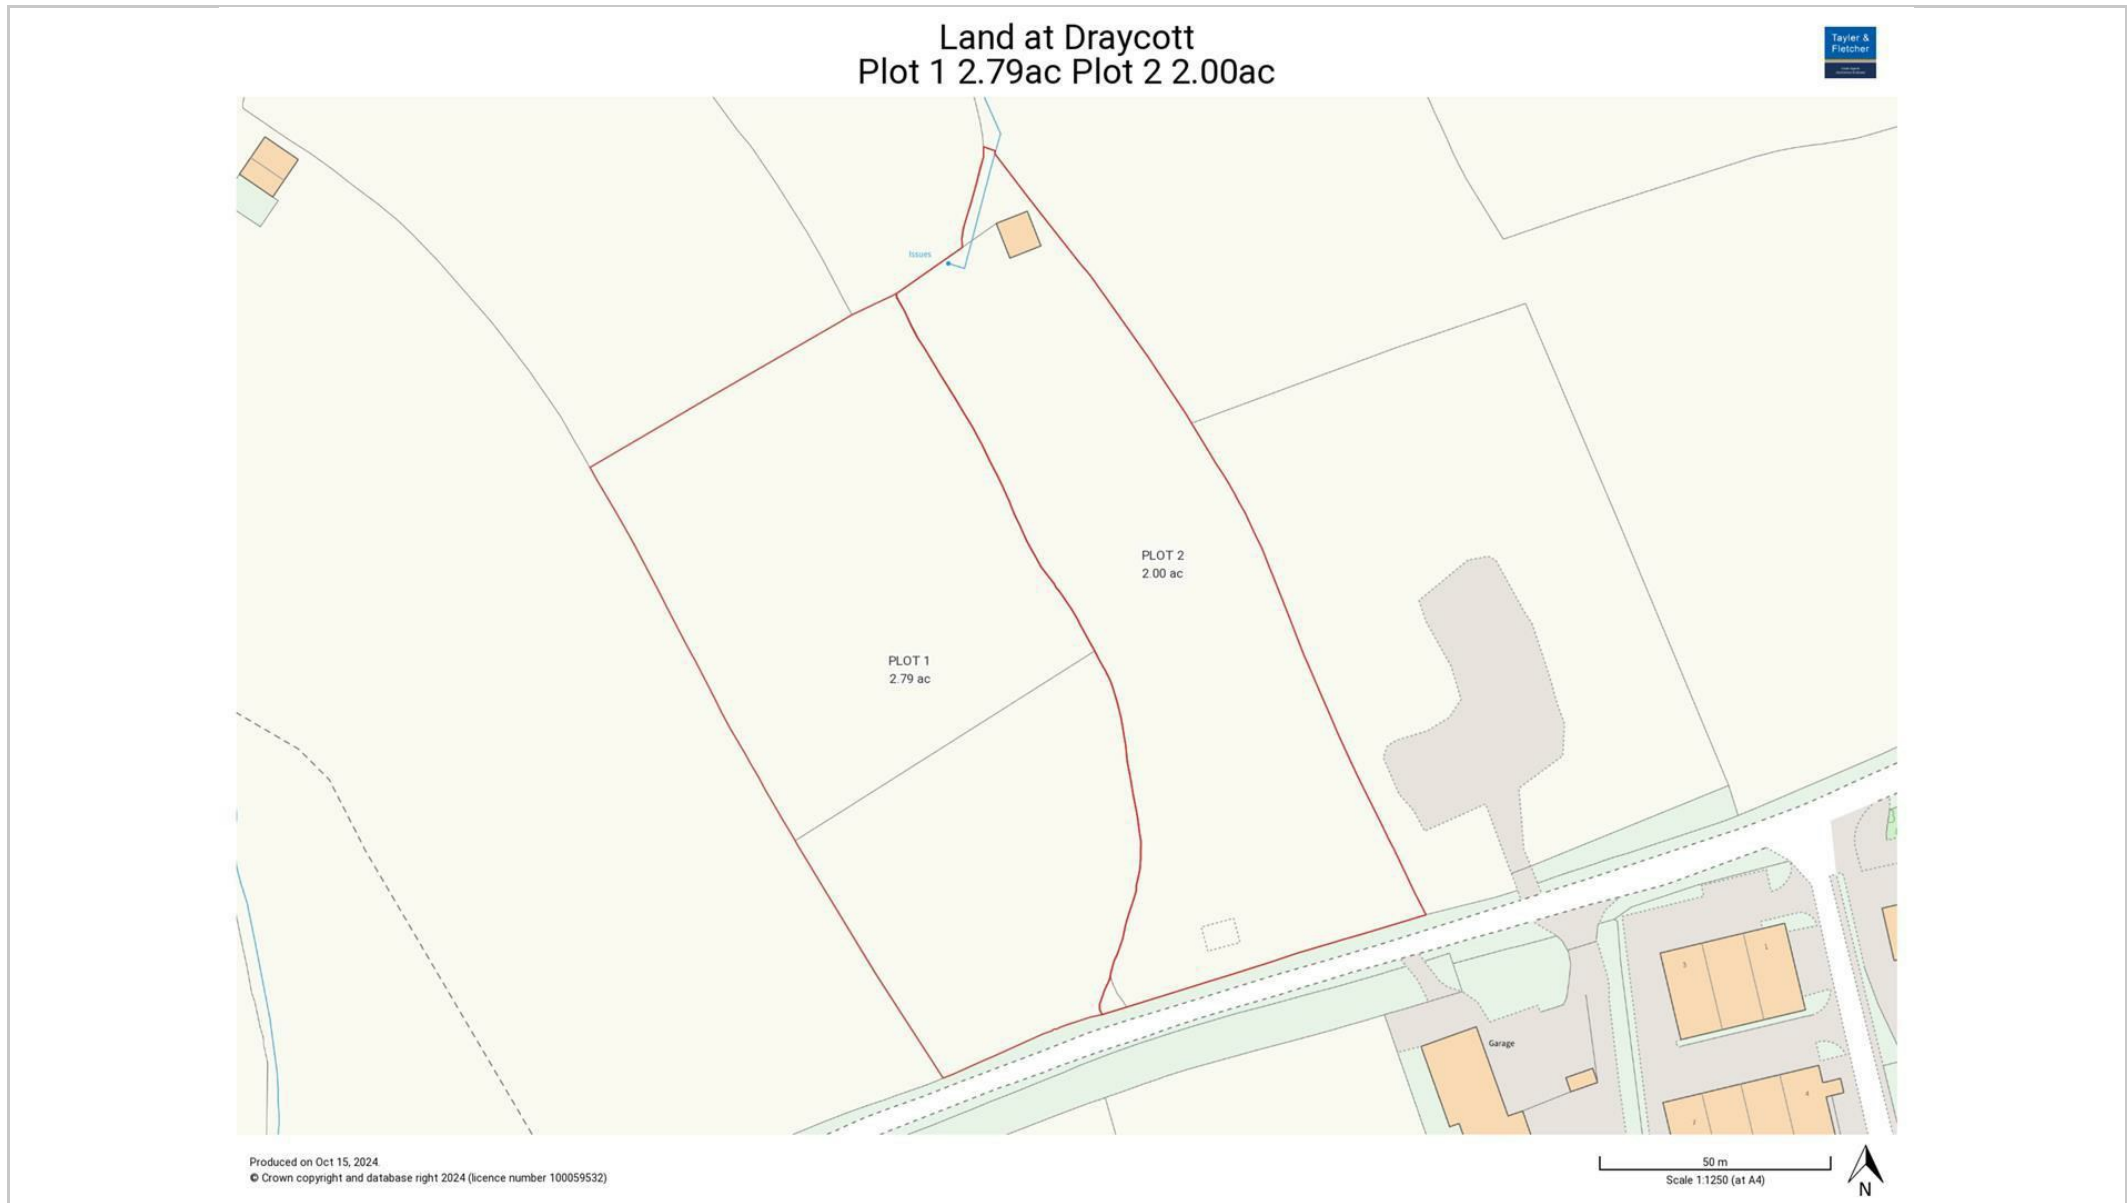 Land at Draycott
Plot 1 2.79ac Plot 2 2.00ac
Tayler &
Fletcher
Issues
PLOT 2
2.00 ac
PLOT 1
2.79 ac
1
3
Garage
Produced on Oct 15, 2024.
© Crown copyright and database right 2024 (licence number 100059532)
50 m
Scale 1:1250 (at A4)
N